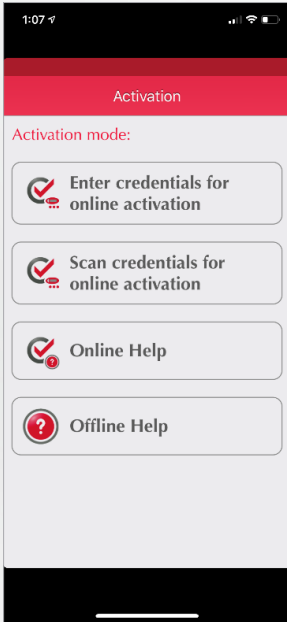 1:07
Activation
Activation mode:
Enter credentials for
online activation
Scan credentials for
online activation
Online Help
Offline Help